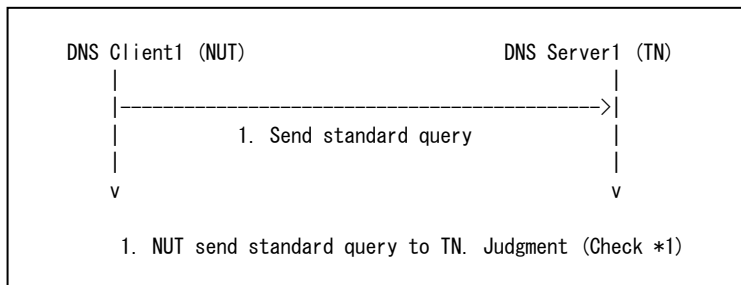 DNS Client1 (NUT) DNS Server1 (TN)
| |
|--------------------------------------------->|
| 1. Send standard query |
| |
v v
1. NUT send standard query to TN. Judgment (Check *1)